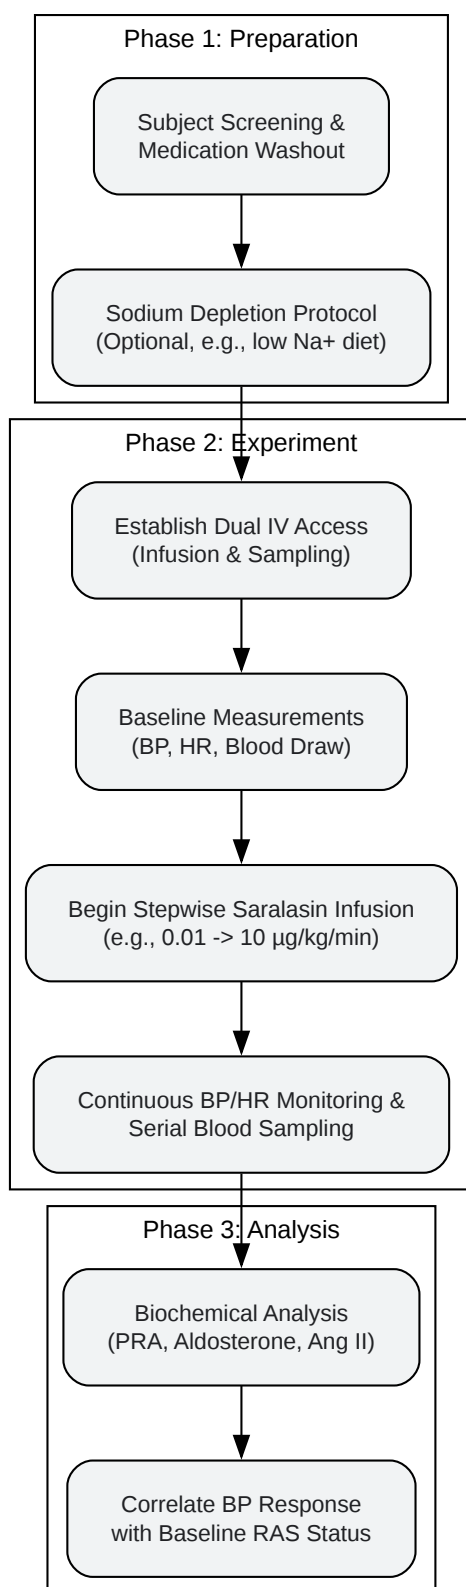 Phase 1: Preparation
Subject Screening &
Medication Washout
Sodium Depletion Protocol
(Optional, e.g., low Na+ diet)
Phase 2: Experiment
Establish Dual IV Access
(Infusion & Sampling)
Baseline Measurements
(BP, HR, Blood Draw)
Begin Stepwise Saralasin Infusion
(e.g., 0.01 -> 10 µg/kg/min)
Continuous BP/HR Monitoring &
Serial Blood Sampling
Phase 3: Analysis
Biochemical Analysis
(PRA, Aldosterone, Ang II)
Correlate BP Response
with Baseline RAS Status